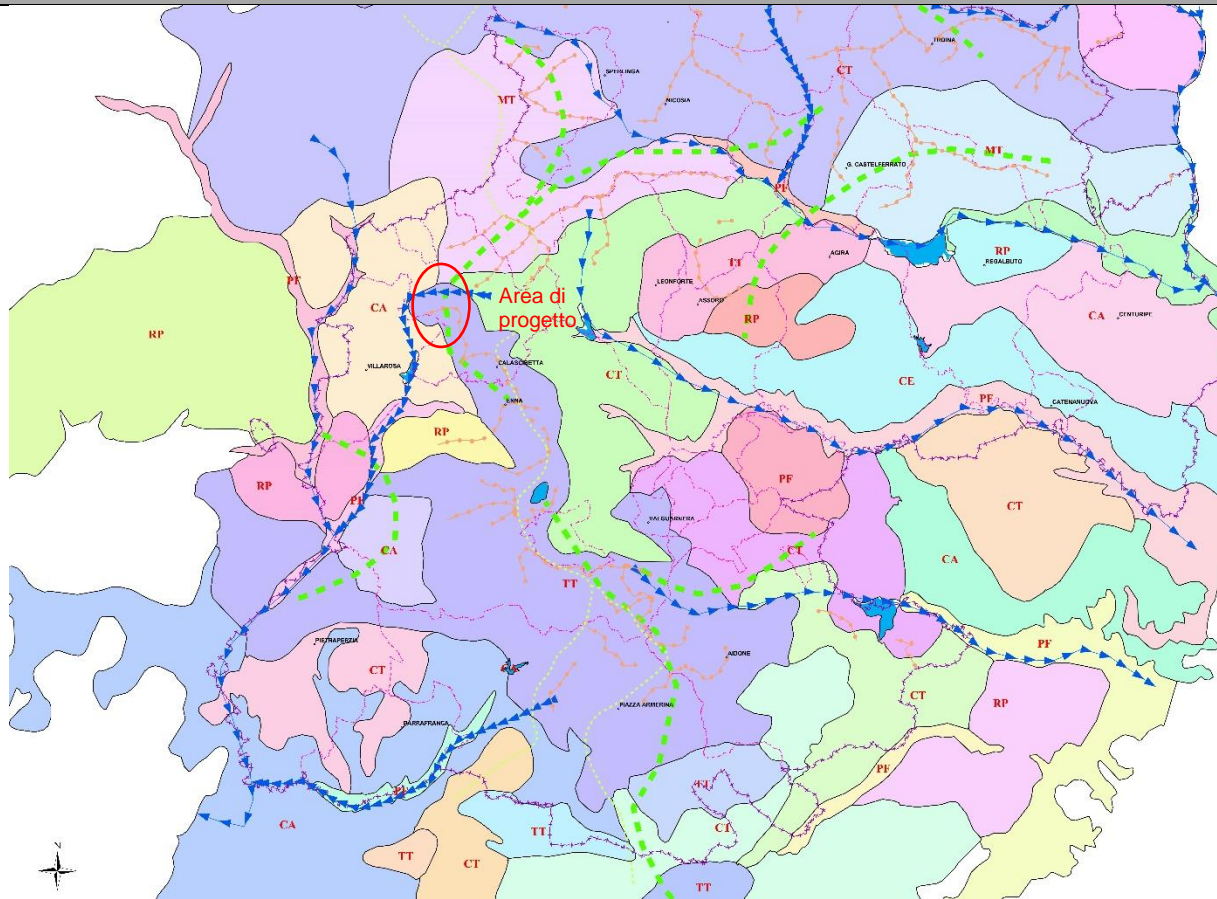 TROINA
CT
SPERLINGA
MT
NICOSIA
MT
G. CASTELFERRATO
PF
RP
REGALBUTO
AGIRA
TT
PF
LEONFORTE
Area di
progetto
ASSORO
CA
RP
CA
CENTURIPE
RP
VILLAROSA
CALASCIBETTA
CT
CE
ENNA
PF
CATENANUOVA
RP
RP
PF
PF
CT
VALGUARNERA
CA
CT
CA
TT
PIETRAPERZIA
PF
AIDONE
CT
CT
RP
PIAZZA ARMERINA
BARRAFRANCA
PF
PF
TT
CA
TT
CT
TT
CT
TT
N